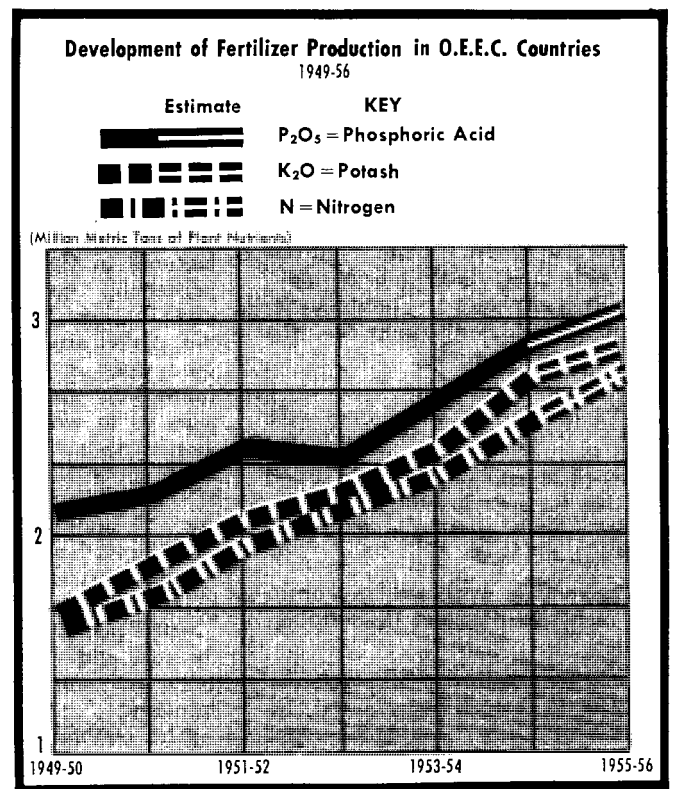 Development of Fertilizer Production in O.E.E.C. Countries
1949-56
Estimate KEY
P₂O₅ = Phosphoric Acid
K₂O = Potash
N = Nitrogen
(Million Metric Tons of Plant Nutrients)
3
2
1
1949-50 1951-52 1953-54 1955-56